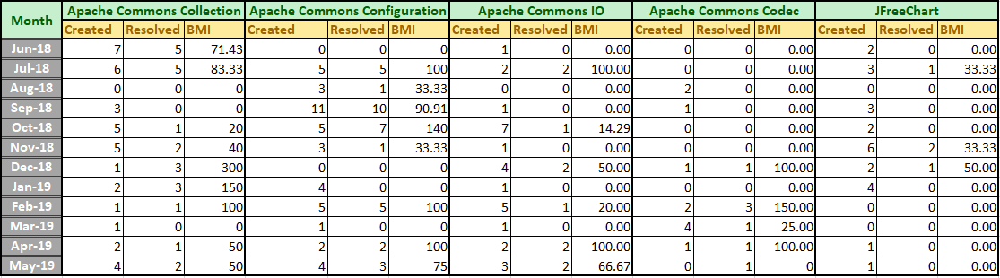 Month Apache Commons Collection Apache Commons Configuration Apache Commons IO Apache Commons Codec JFreeChart
Created Resolved BMI Created Resolved BMI Created Resolved BMI Created Resolved BMI Created Resolved BMI
Jun-18 7 5 71.43 0 0 0 1 0 0.00 0 0 0.00 2 0 0.00
Jul-18 6 5 83.33 5 5 100 2 2 100.00 0 0 0.00 3 1 33.33
Aug-18 0 0 0 3 1 33.33 0 0 0.00 2 0 0.00 0 0 0.00
Sep-18 3 0 0 11 10 90.91 1 0 0.00 1 0 0.00 3 0 0.00
Oct-18 5 1 20 5 7 140 7 1 14.29 0 0 0.00 2 0 0.00
Nov-18 5 2 40 3 1 33.33 1 0 0.00 0 0 0.00 6 2 33.33
Dec-18 1 3 300 0 0 0 4 2 50.00 1 1 100.00 2 1 50.00
Jan-19 2 3 150 4 0 0 1 0 0.00 0 0 0.00 4 0 0.00
Feb-19 1 1 100 5 5 100 5 1 20.00 2 3 150.00 0 0 0.00
Mar-19 1 0 0 1 0 0 1 0 0.00 4 1 25.00 0 0 0.00
Apr-19 2 1 50 2 2 100 2 2 100.00 1 1 100.00 1 0 0.00
May-19 4 2 50 4 3 75 3 2 66.67 0 1 0 1 0 0.00